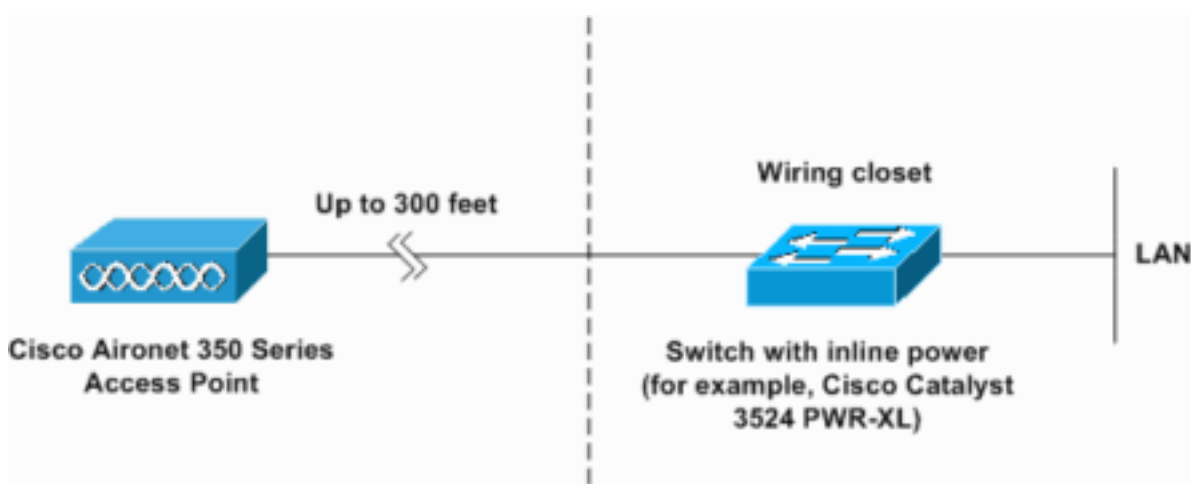 Wiring closet
Up to 300 feet
LAN
Cisco Aironet 350 Series
Access Point
Switch with inline power
(for example, Cisco Catalyst
3524 PWR-XL)